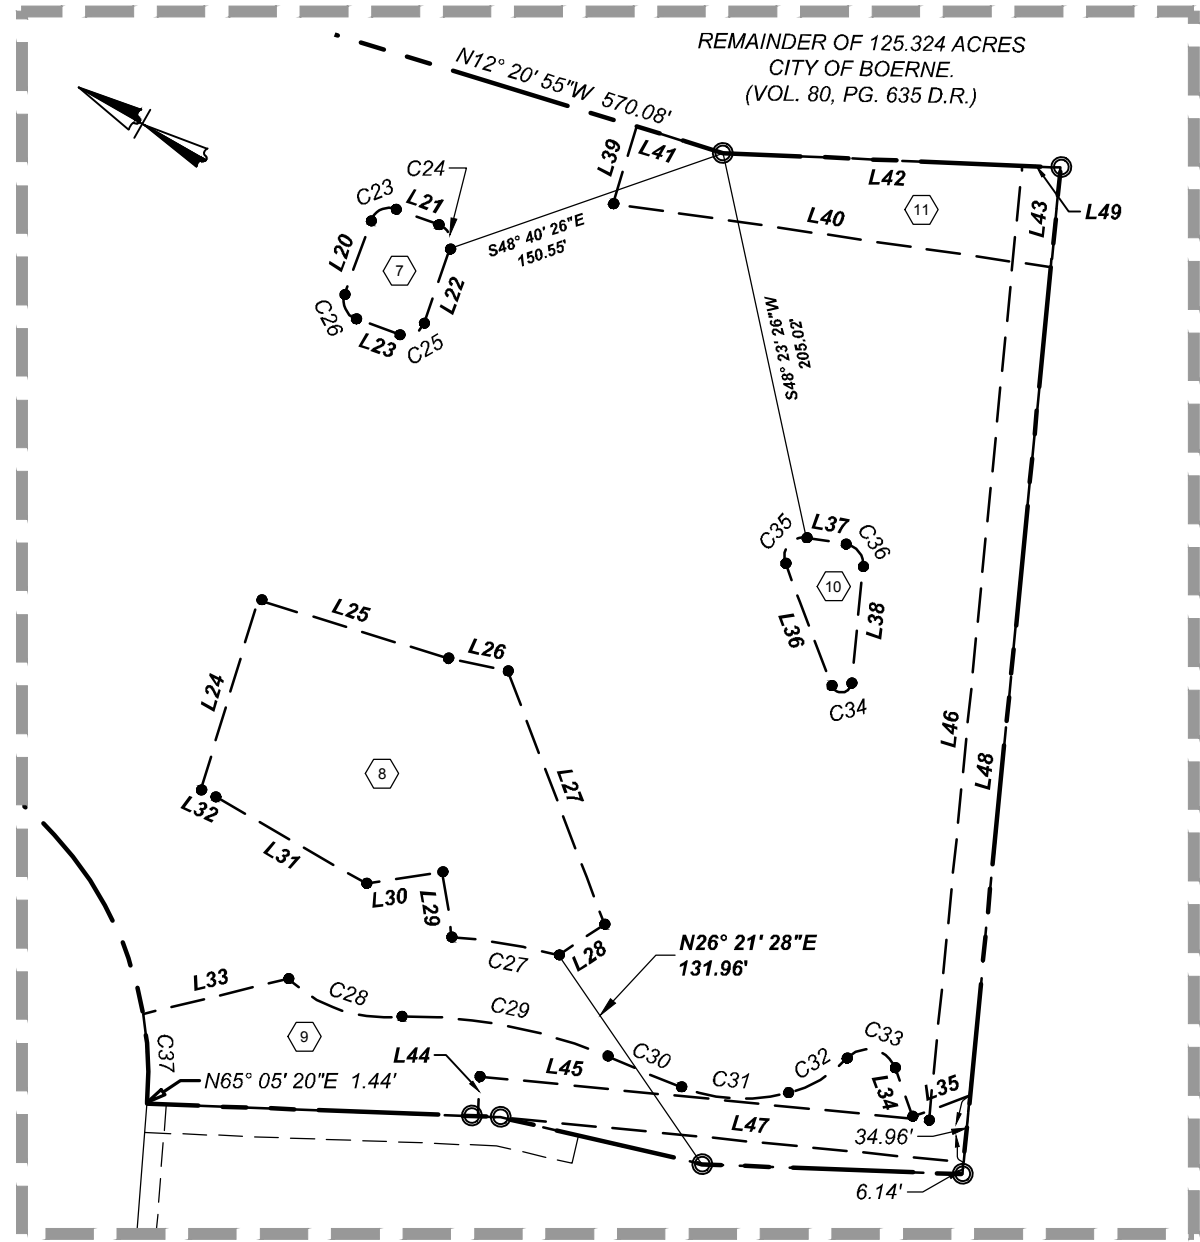 REMAINDER OF 125.324 ACRES
CITY OF BOERNE.
(VOL. 80, PG. 635 D.R.)
N12° 20' 55"W 570.08'
L39
L41
C24
L42
C23
L21
L43
L49
L40
S48° 40' 26"E
150.55'
L20
7
L22
11
C26
L23
C25
S48° 23' 26"W
205.02'
C35
L37
C36
10
L36
L38
C34
L25
L26
L24
8
L27
L46
L48
L32
L31
L30
L29
L28
C27
N26° 21' 28"E
131.96'
L33
C28
C29
9
C37
L44
L45
C30
C31
C32
C33
L34
L35
N65° 05' 20"E 1.44'
L47
34.96'
6.14'